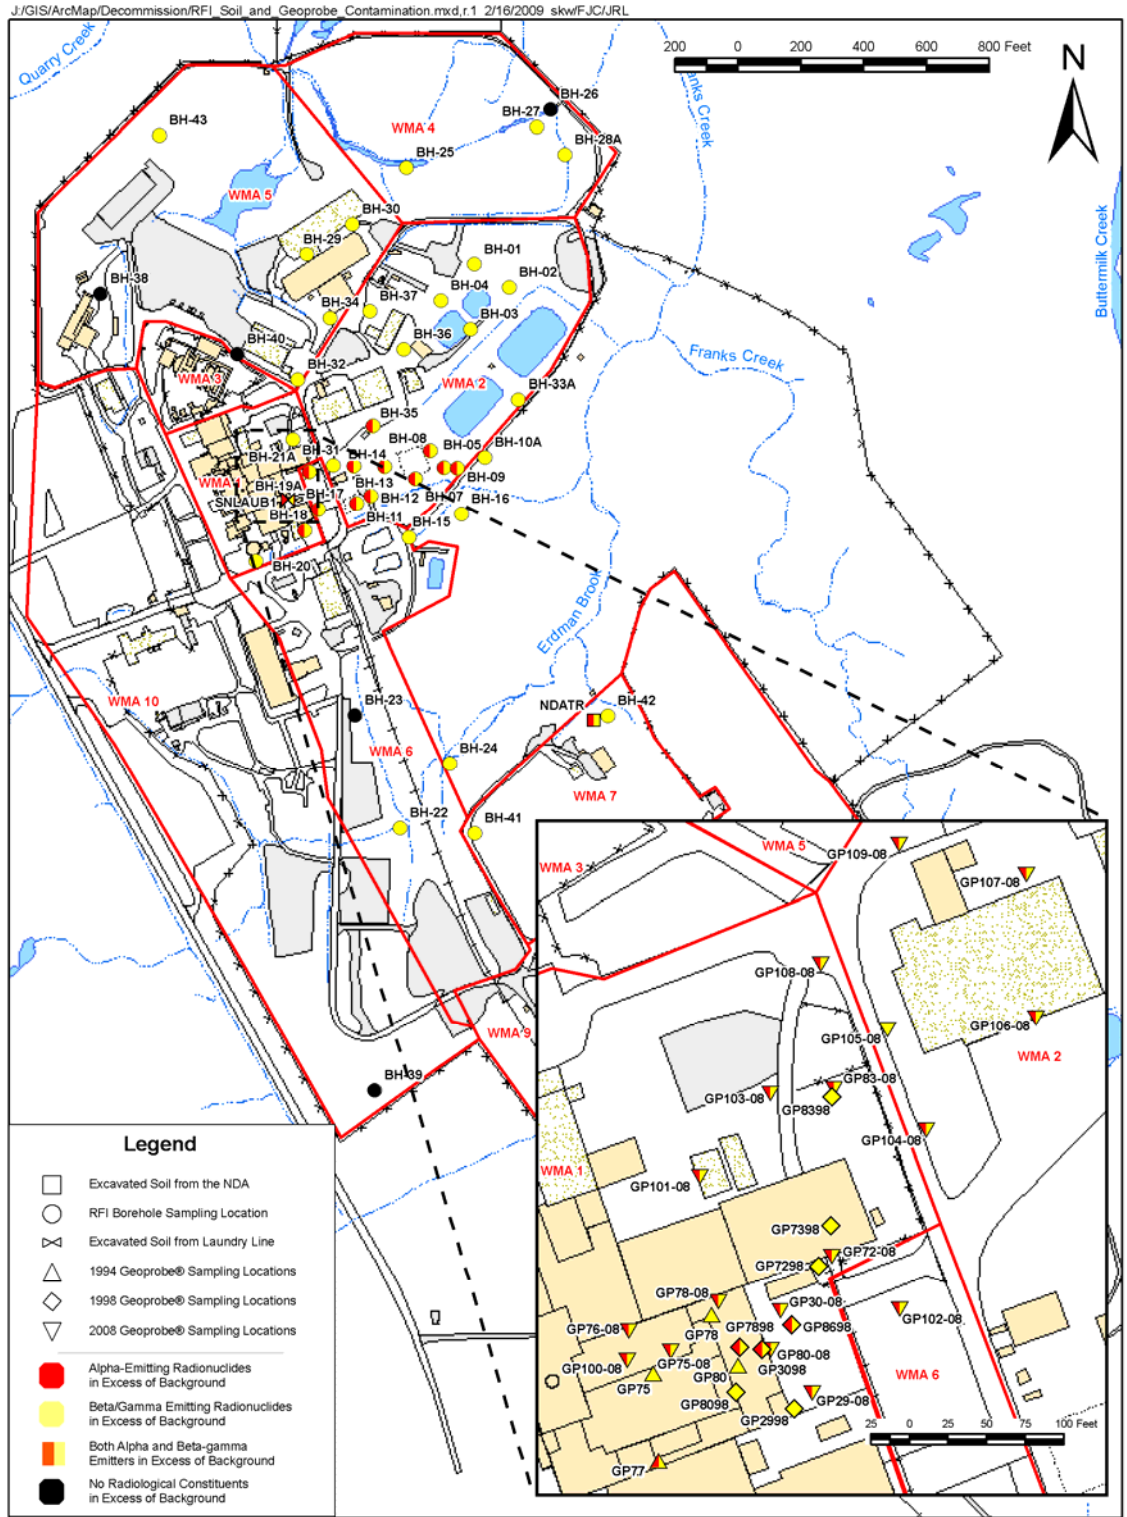 J:/GIS/ArcMap/Decommission/RFI_Soil_and_Geoprobe_Contamination.mxd,r.1 2/16/2009 skw/FJC/JRL
200 0 200 400 600 800 Feet
N
Quarry Creek
anks Creek
Buttermilk Creek
BH-26
BH-27
BH-43
WMA 4
BH-28A
BH-25
WMA 5
BH-30
BH-29
BH-01
BH-02
BH-38
BH-04
BH-37
BH-34
BH-03
BH-36
BH-40
Franks Creek
BH-32
WMA 3
WMA 2
BH-33A
BH-35
BH-08
BH-05
BH-10A
BH-31
BH-21A
BH-14
BH-09
WMA 1
BH-19A
BH-13
BH-17
BH-12
BH-07
SNLAUB1
BH-16
BH-18
BH-11
BH-15
BH-20
Erdman Brook
WMA 10
BH-23
NDATR
BH-42
WMA 6
BH-24
WMA 7
BH-22
BH-41
WMA 9
BH-39
WMA 5
GP109-08
WMA 3
GP107-08
GP108-08
GP105-08
GP106-08
WMA 2
GP83-08
GP103-08
GP8398
GP104-08
WMA 1
GP101-08
GP7398
GP72-08
GP7298
GP78-08
GP30-08
GP102-08
GP76-08
GP78
GP7898
GP8698
GP100-08
GP75-08
GP80-08
GP3098
GP75
GP80
WMA 6
GP8098
GP29-08
GP2998
25 0 25 50 75 100 Feet
GP77
Legend
Excavated Soil from the NDA
RFI Borehole Sampling Location
Excavated Soil from Laundry Line
1994 Geoprobe® Sampling Locations
1998 Geoprobe® Sampling Locations
2008 Geoprobe® Sampling Locations
Alpha-Emitting Radionuclides
in Excess of Background
Beta/Gamma Emitting Radionuclides
in Excess of Background
Both Alpha and Beta-gamma
Emitters in Excess of Background
No Radiological Constituents
in Excess of Background